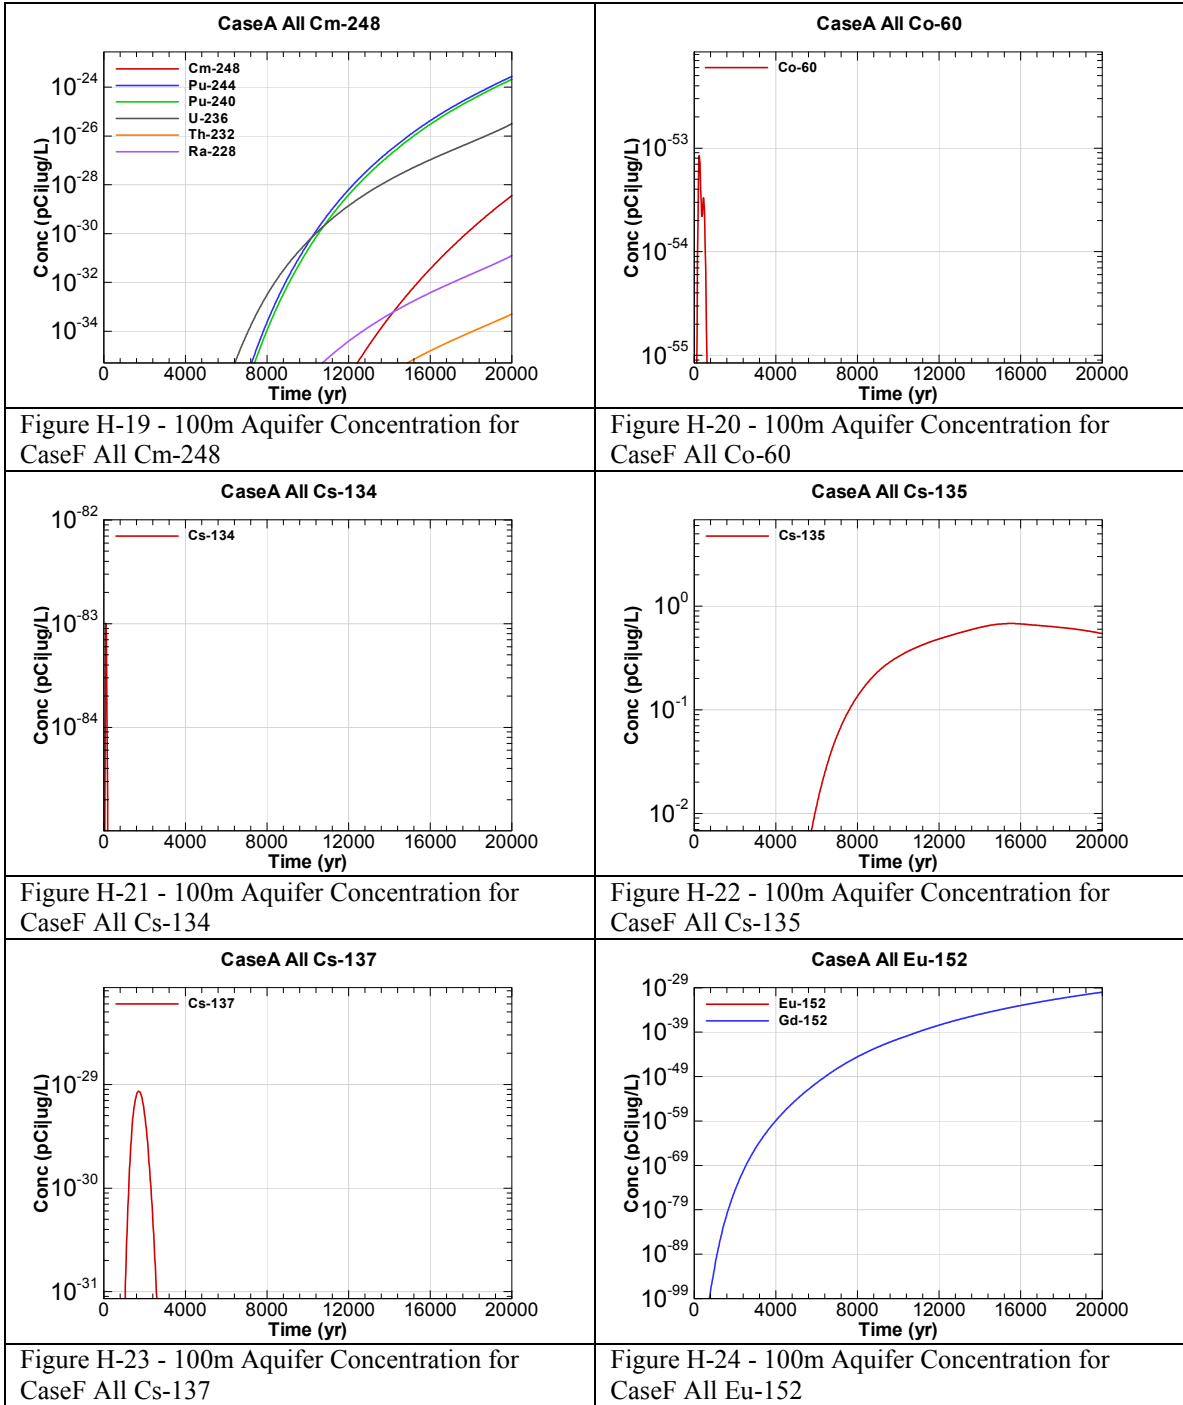 CaseA All Cm-248
Cm-248
Pu-244
Pu-240
U-236
Th-232
Ra-228
Conc (pCi|ug/L)
10-24
10-26
10-28
10-30
10-32
10-34
0 4000 8000 12000 16000 20000
Time (yr)
Figure H-19 - 100m Aquifer Concentration for
CaseF All Cm-248
CaseA All Co-60
Co-60
Conc (pCi|ug/L)
10-53
10-54
10-55
0 4000 8000 12000 16000 20000
Time (yr)
Figure H-20 - 100m Aquifer Concentration for
CaseF All Co-60
CaseA All Cs-134
Cs-134
Conc (pCi|ug/L)
10-82
10-83
10-84
0 4000 8000 12000 16000 20000
Time (yr)
Figure H-21 - 100m Aquifer Concentration for
CaseF All Cs-134
CaseA All Cs-135
Cs-135
Conc (pCi|ug/L)
100
10-1
10-2
0 4000 8000 12000 16000 20000
Time (yr)
Figure H-22 - 100m Aquifer Concentration for
CaseF All Cs-135
CaseA All Cs-137
Cs-137
Conc (pCi|ug/L)
10-29
10-30
10-31
0 4000 8000 12000 16000 20000
Time (yr)
Figure H-23 - 100m Aquifer Concentration for
CaseF All Cs-137
CaseA All Eu-152
Eu-152
Gd-152
Conc (pCi|ug/L)
10-29
10-39
10-49
10-59
10-69
10-79
10-89
10-99
0 4000 8000 12000 16000 20000
Time (yr)
Figure H-24 - 100m Aquifer Concentration for
CaseF All Eu-152